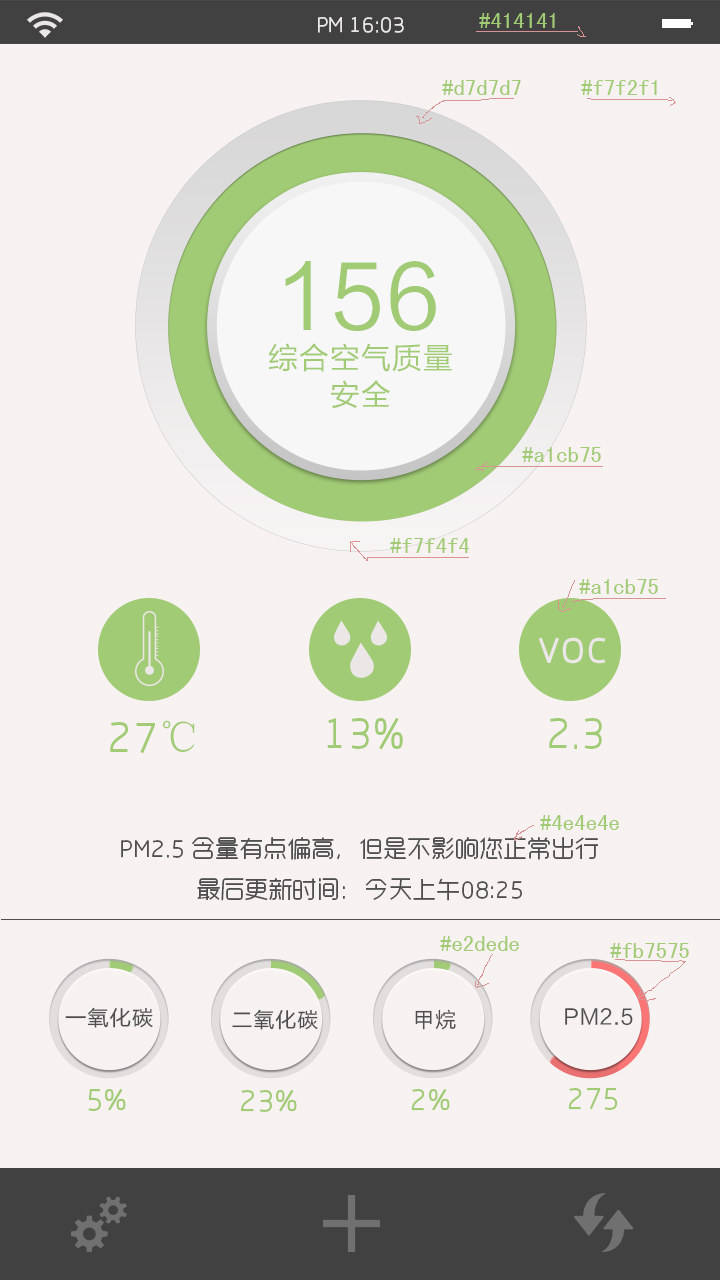 PM 16:03
#414141
#d7d7d7
#f7f2f1
156
综合空气质量
安全
#a1cb75
#f7f4f4
#a1cb75
VOC
27℃
13%
2.3
#4e4e4e
PM2.5 含量有点偏高，但是不影响您正常出行
最后更新时间：今天上午08:25
#e2dede
#fb7575
一氧化碳
二氧化碳
甲烷
PM2.5
5%
23%
2%
275